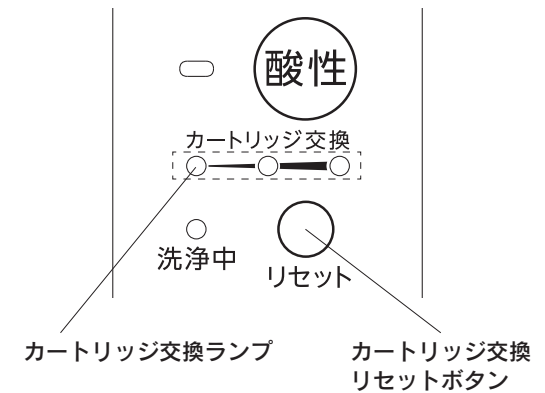 酸性
カートリッジ交換
洗浄中
リセット
カートリッジ交換ランプ
カートリッジ交換
リセットボタン